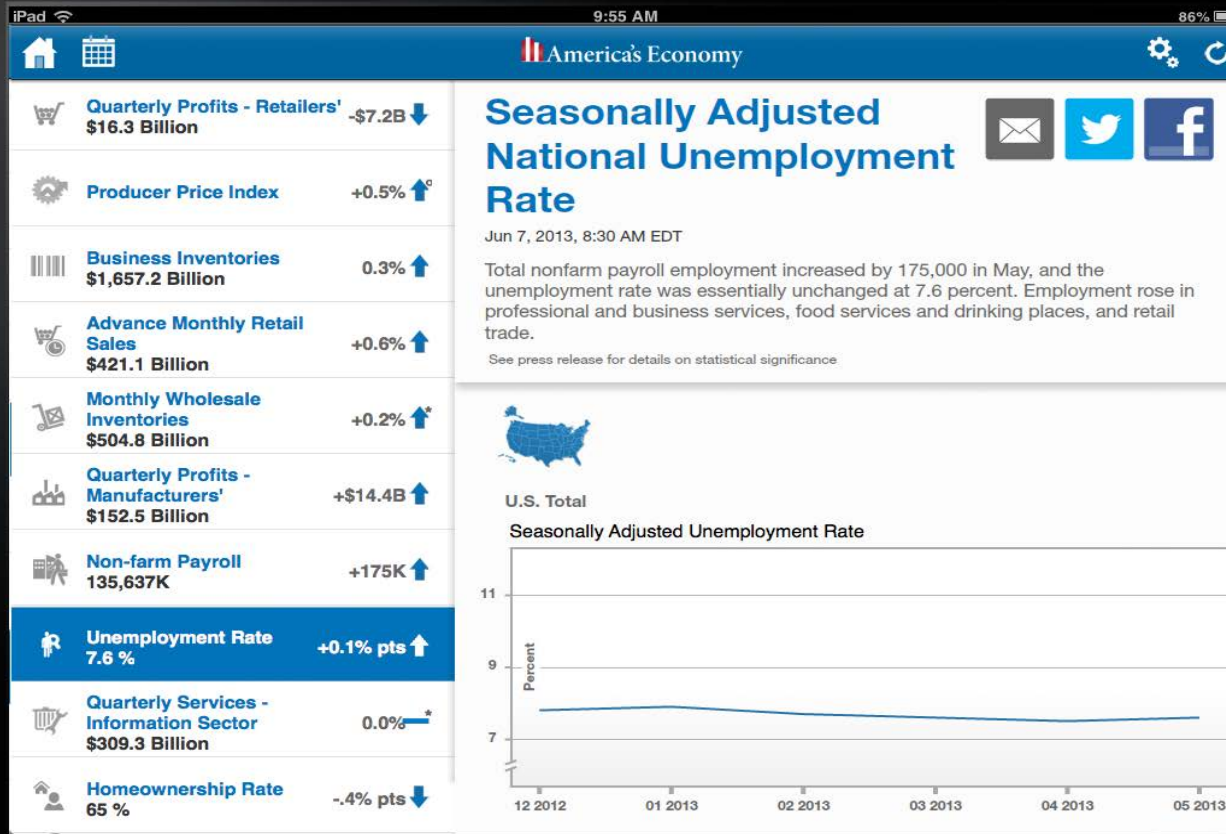 iPad
9:55 AM
86%
America's Economy
Quarterly Profits - Retailers'
$16.3 Billion
-$7.2B
Producer Price Index
+0.5%
Business Inventories
$1,657.2 Billion
0.3%
Advance Monthly Retail
Sales
$421.1 Billion
+0.6%
Monthly Wholesale
Inventories
$504.8 Billion
+0.2% *
Quarterly Profits -
Manufacturers'
$152.5 Billion
+$14.4B
Non-farm Payroll
135,637K
+175K
Unemployment Rate
7.6 %
+0.1% pts
Quarterly Services -
Information Sector
$309.3 Billion
0.0% *
Homeownership Rate
65 %
-.4% pts
Seasonally Adjusted
National Unemployment
Rate
f
Jun 7, 2013, 8:30 AM EDT
Total nonfarm payroll employment increased by 175,000 in May, and the
unemployment rate was essentially unchanged at 7.6 percent. Employment rose in
professional and business services, food services and drinking places, and retail
trade.
See press release for details on statistical significance
U.S. Total
Seasonally Adjusted Unemployment Rate
11
9
7
Percent
12 2012
01 2013
02 2013
03 2013
04 2013
05 2013